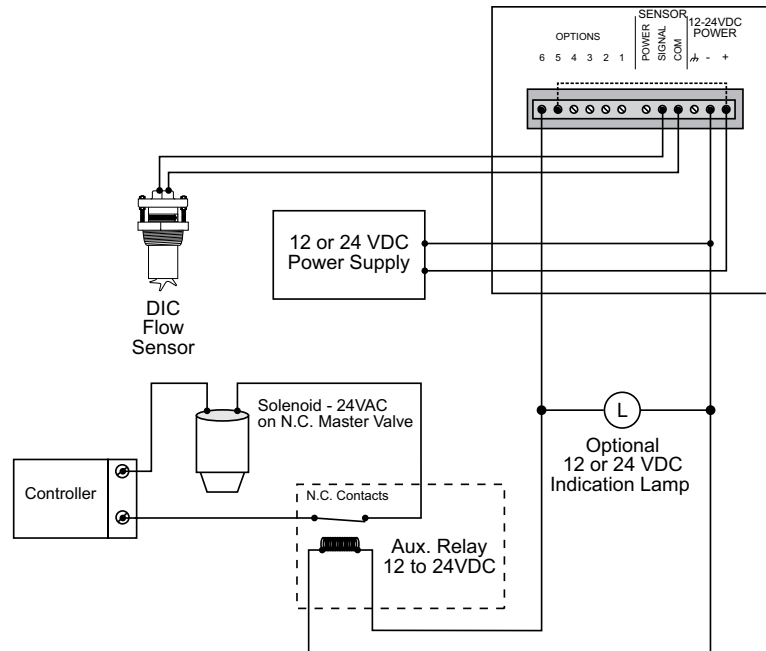 SENSOR
12-24VDC
POWER
OPTIONS
POWER
SIGNAL
COM
6 5 4 3 2 1
- +
12 or 24 VDC
Power Supply
DIC
Flow
Sensor
Solenoid - 24VAC
on N.C. Master Valve
L
Optional
12 or 24 VDC
Indication Lamp
Controller
N.C. Contacts
Aux. Relay
12 to 24VDC